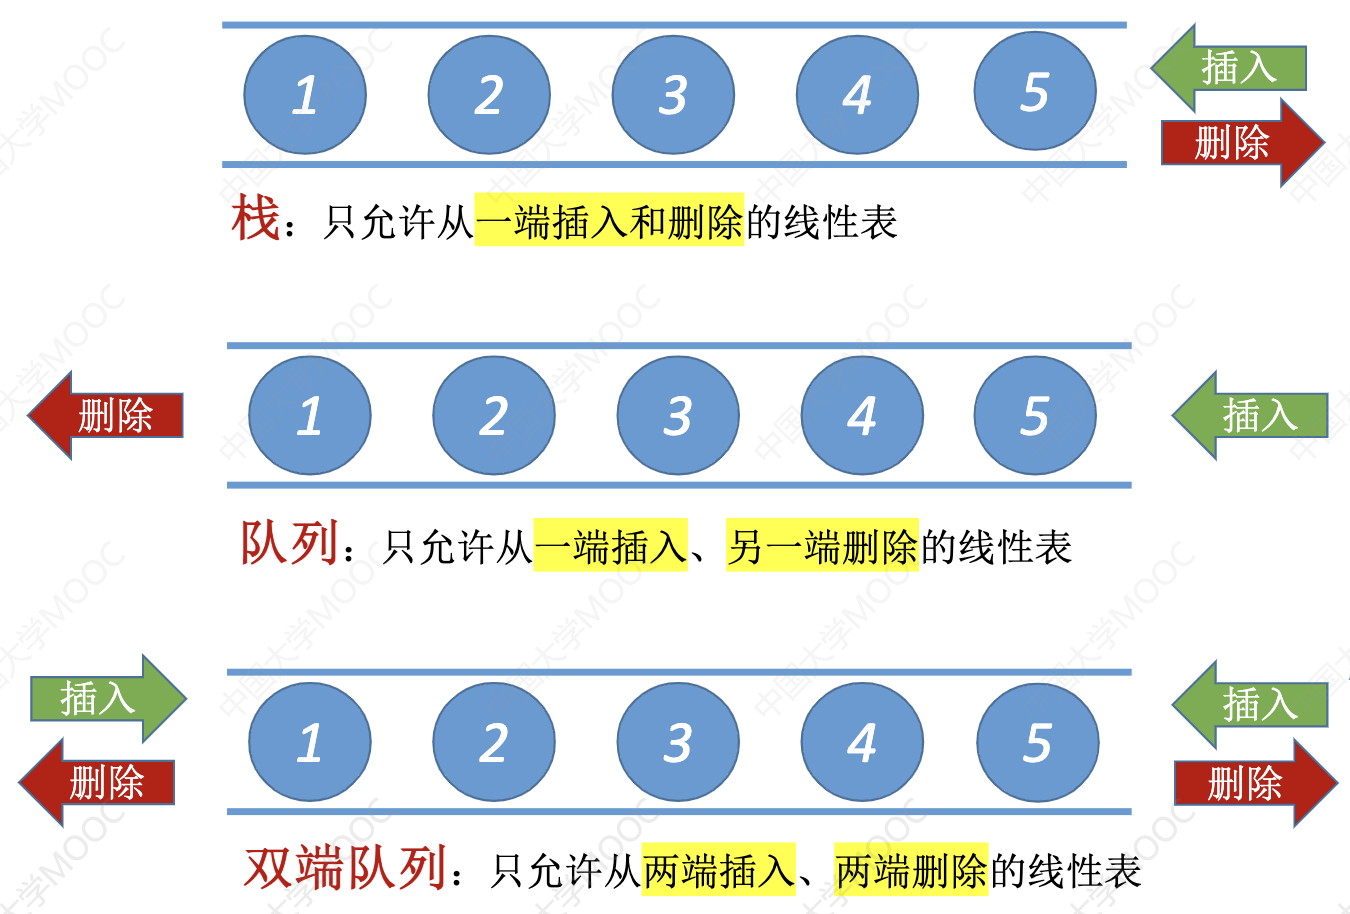 1 2 3 4 5 插入
删除
栈：只允许从一端插入和删除的线性表
删除 1 2 3 4 5 插入
队列：只允许从一端插入、另一端删除的线性表
插入 1 2 3 4 5 插入
删除 删除
双端队列：只允许从两端插入、两端删除的线性表
中国大学MOOC